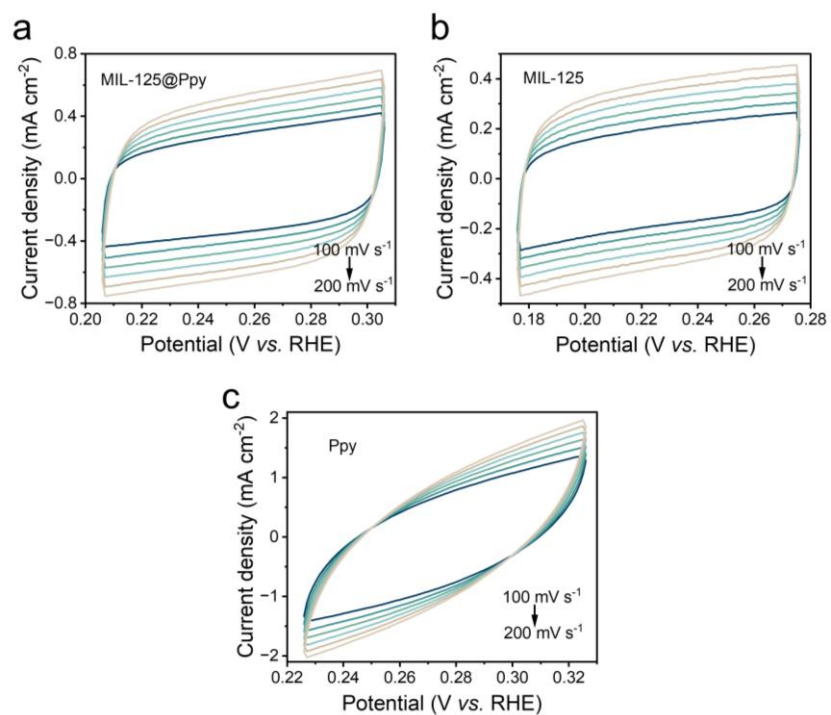 a
MIL-125@Ppy
Current density (mA cm⁻²)
0.8
0.4
0.0
−0.4
−0.8
100 mV s⁻¹
200 mV s⁻¹
0.20 0.22 0.24 0.26 0.28 0.30
Potential (V vs. RHE)
b
MIL-125
Current density (mA cm⁻²)
0.4
0.2
0.0
−0.2
−0.4
100 mV s⁻¹
200 mV s⁻¹
0.18 0.20 0.22 0.24 0.26 0.28
Potential (V vs. RHE)
c
Ppy
Current density (mA cm⁻²)
2
1
0
−1
−2
100 mV s⁻¹
200 mV s⁻¹
0.22 0.24 0.26 0.28 0.30 0.32
Potential (V vs. RHE)